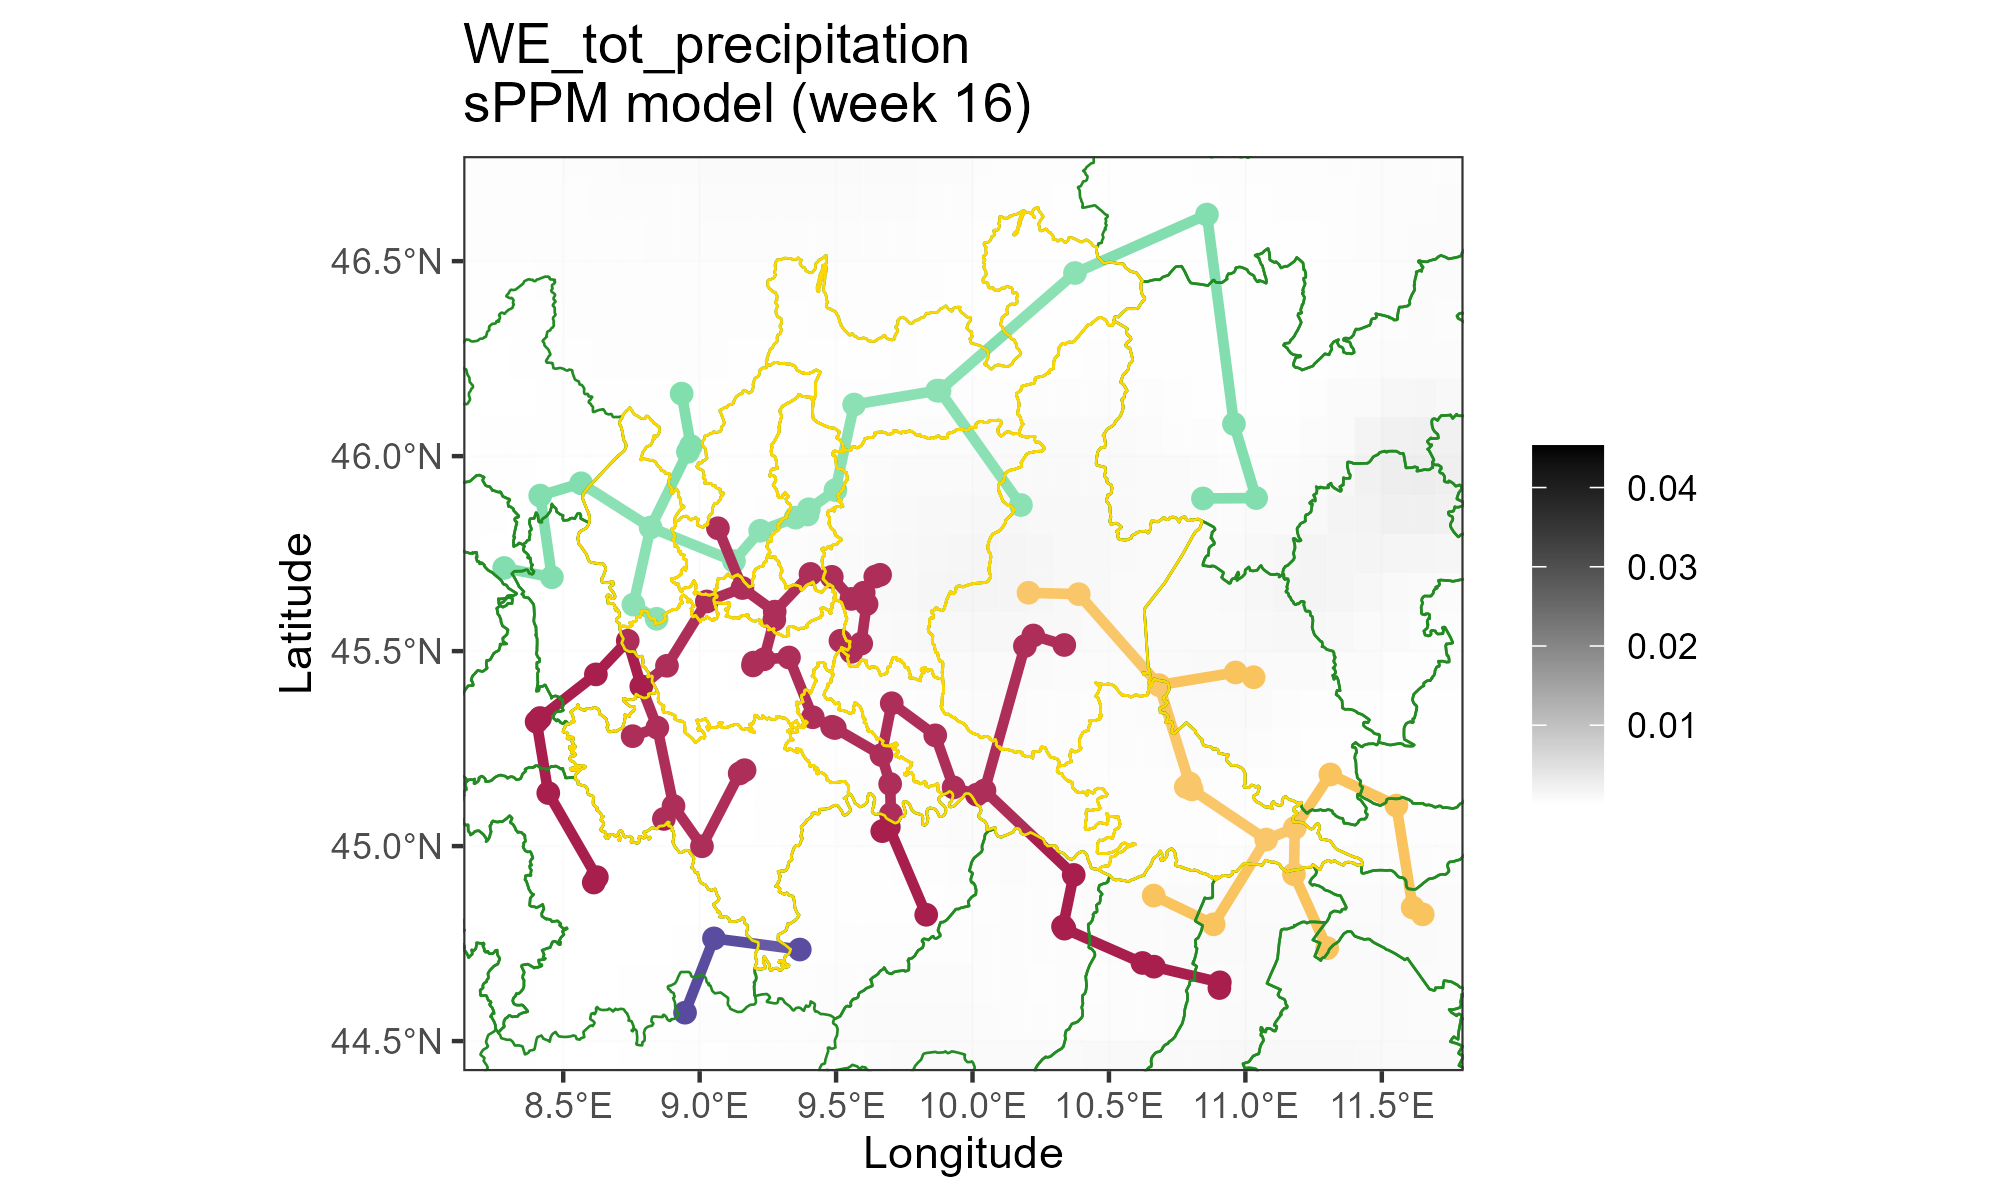 WE_tot_precipitation
sPPM model (week 16)
46.5°N
46.0°N
45.5°N
45.0°N
44.5°N
Latitude
8.5°E 9.0°E 9.5°E 10.0°E 10.5°E 11.0°E 11.5°E
Longitude
0.04
0.03
0.02
0.01